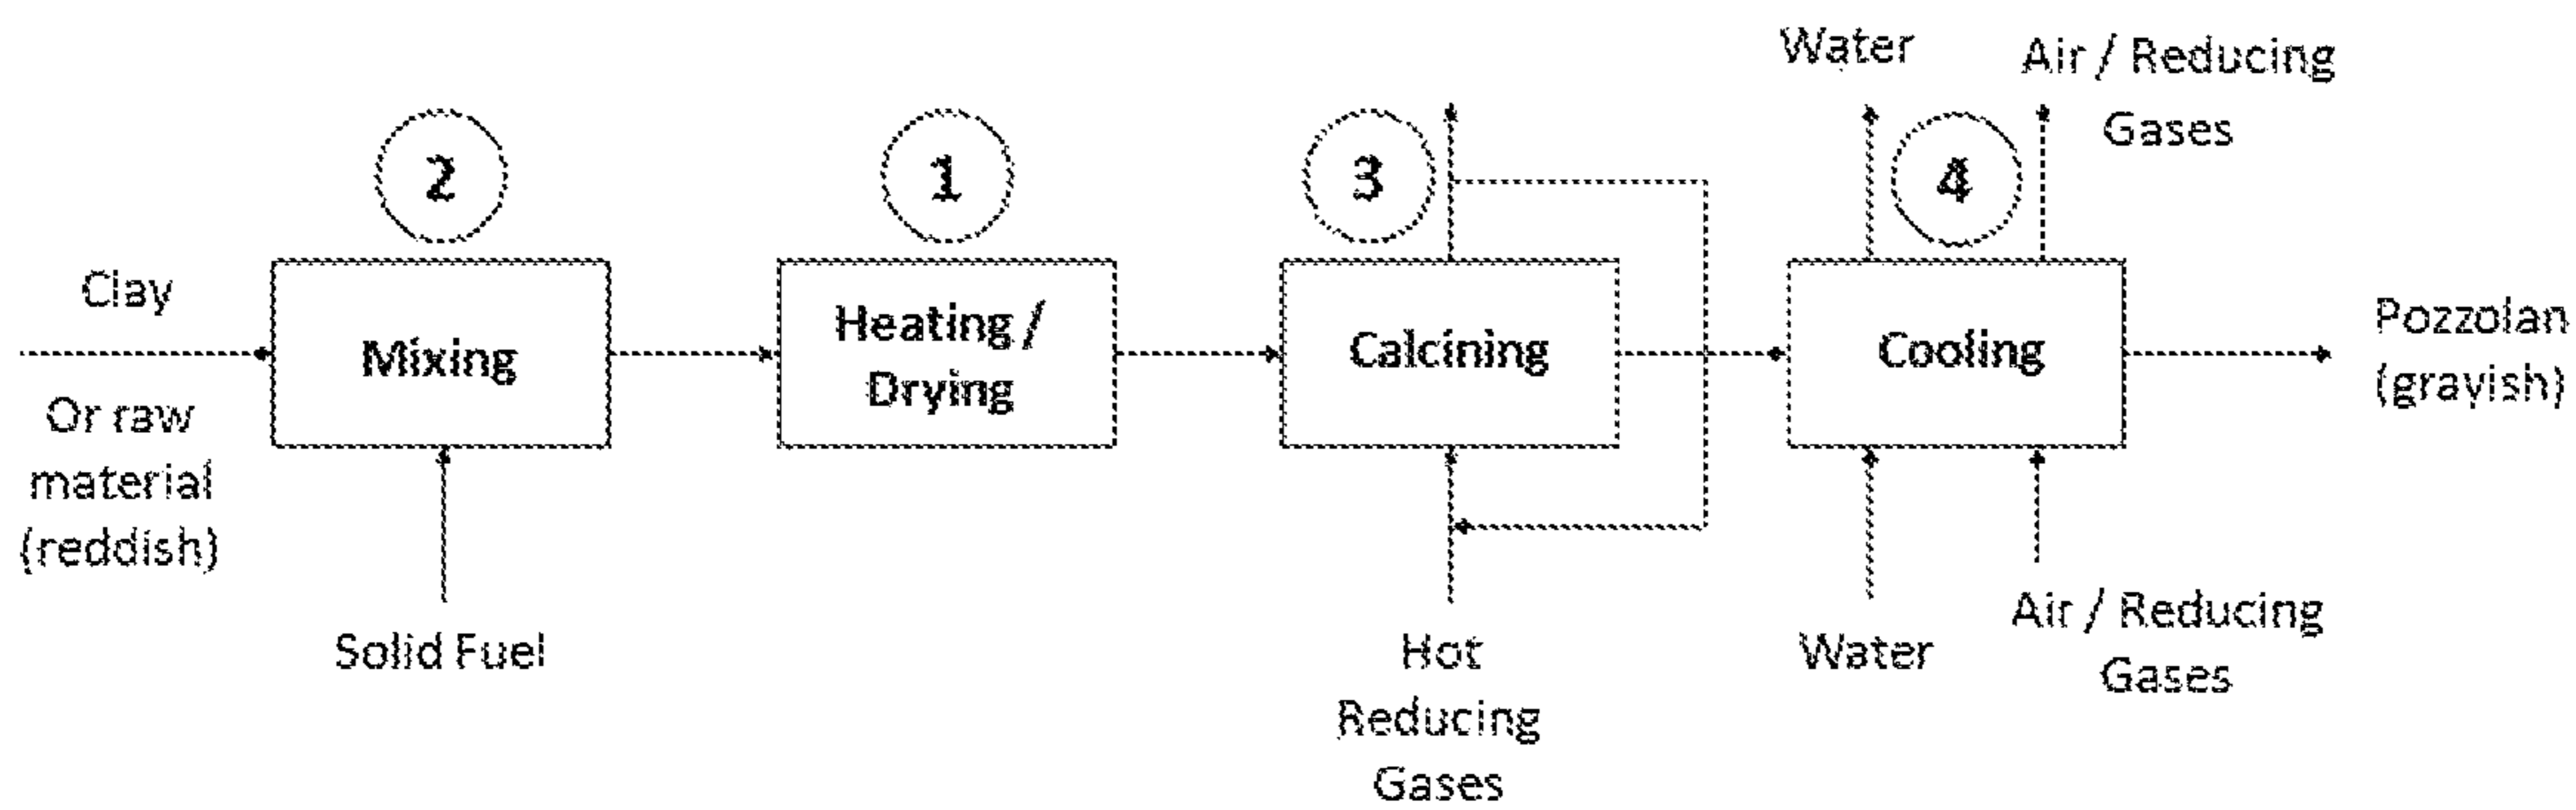 Water
Air / Reducing
Gases
2
1
3
4
Clay
Or raw
material
(reddish)
Mixing
Heating /
Drying
Calcining
Cooling
Pozzolan
(grayish)
Solid Fuel
Hot
Reducing
Gases
Water
Air / Reducing
Gases